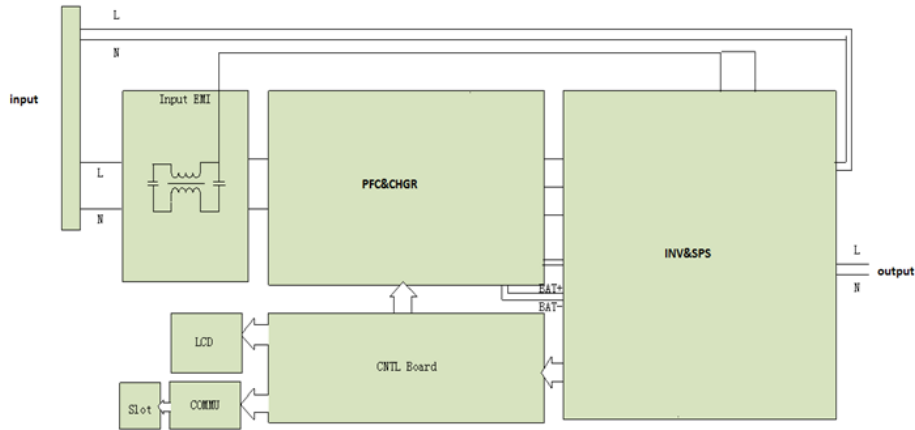 L
N
input
Input EMI
L
N
PFC&CHGR
INV&SPS
L
N
output
BAT+
BAT-
LCD
CNTL Board
Slot
COMMU